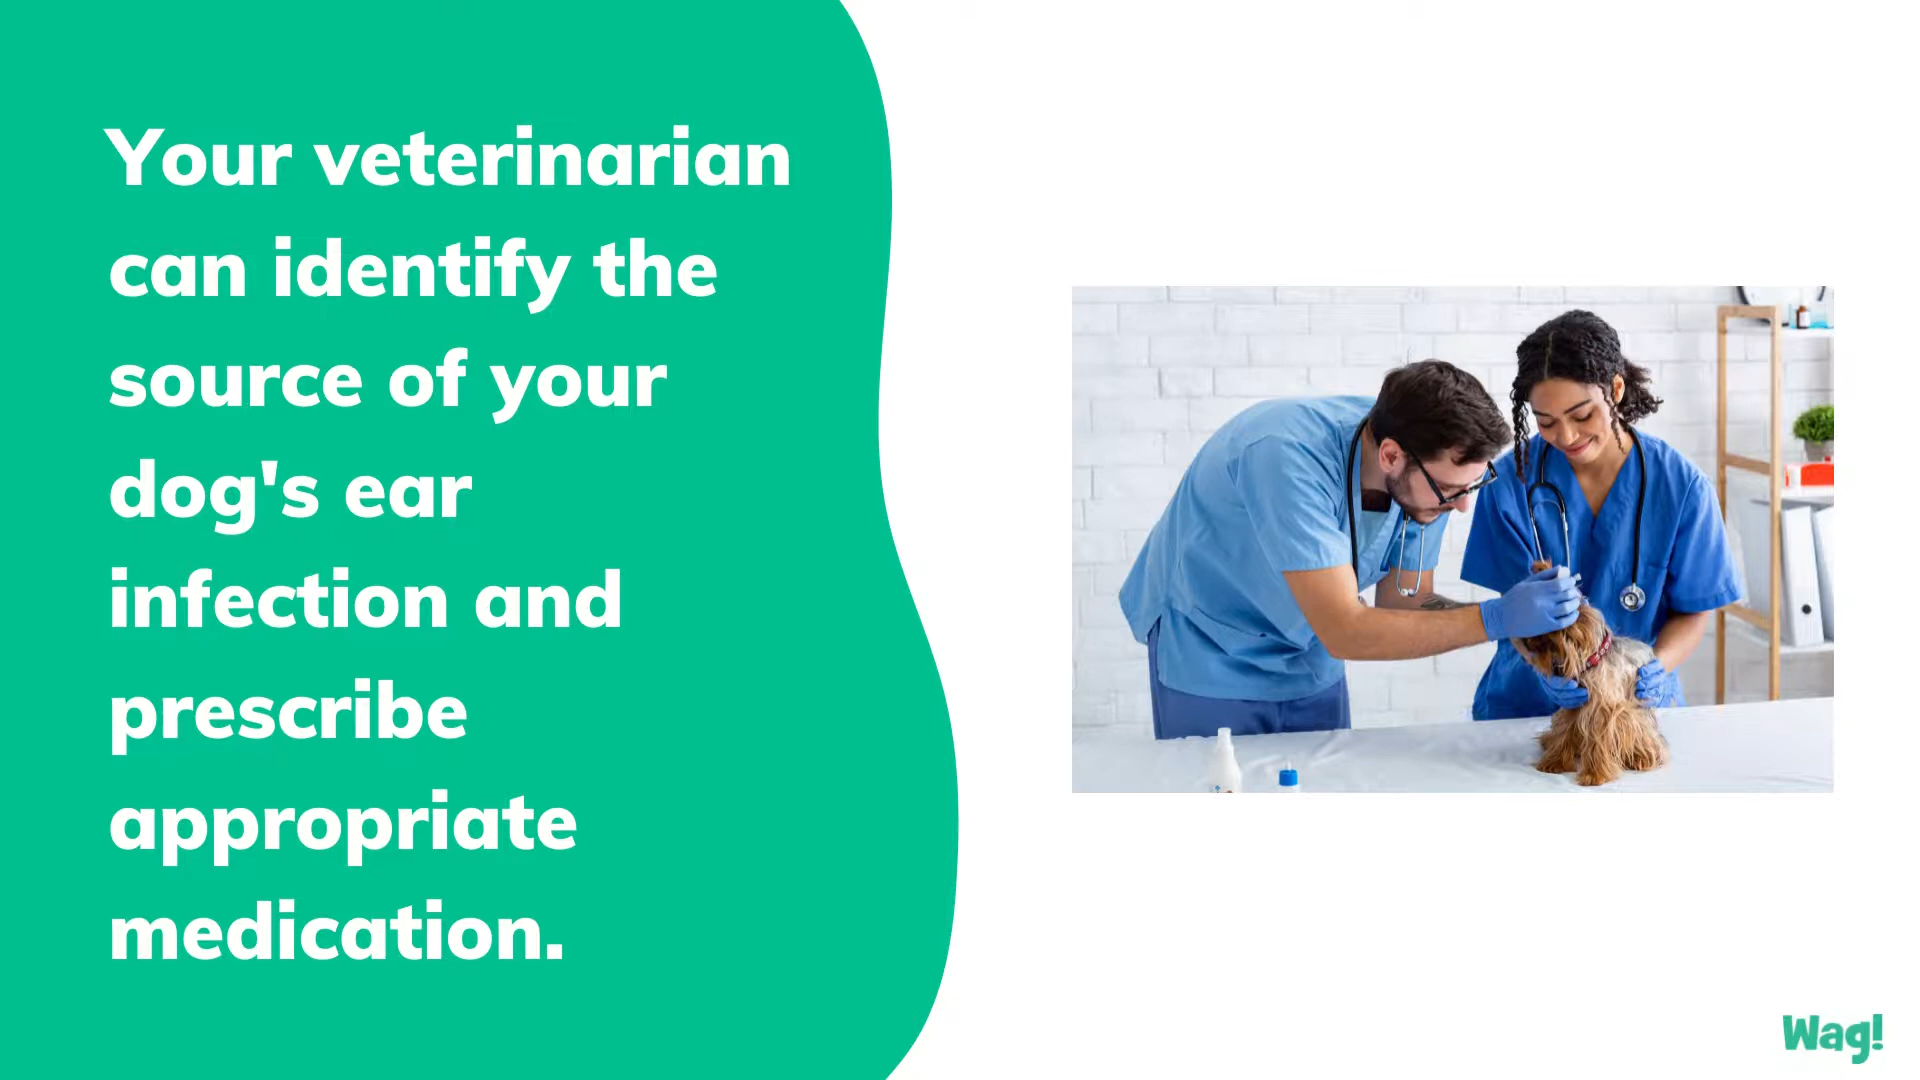 Your veterinarian
can identify the
source of your
dog's ear
infection and
prescribe
appropriate
medication.
Wag!